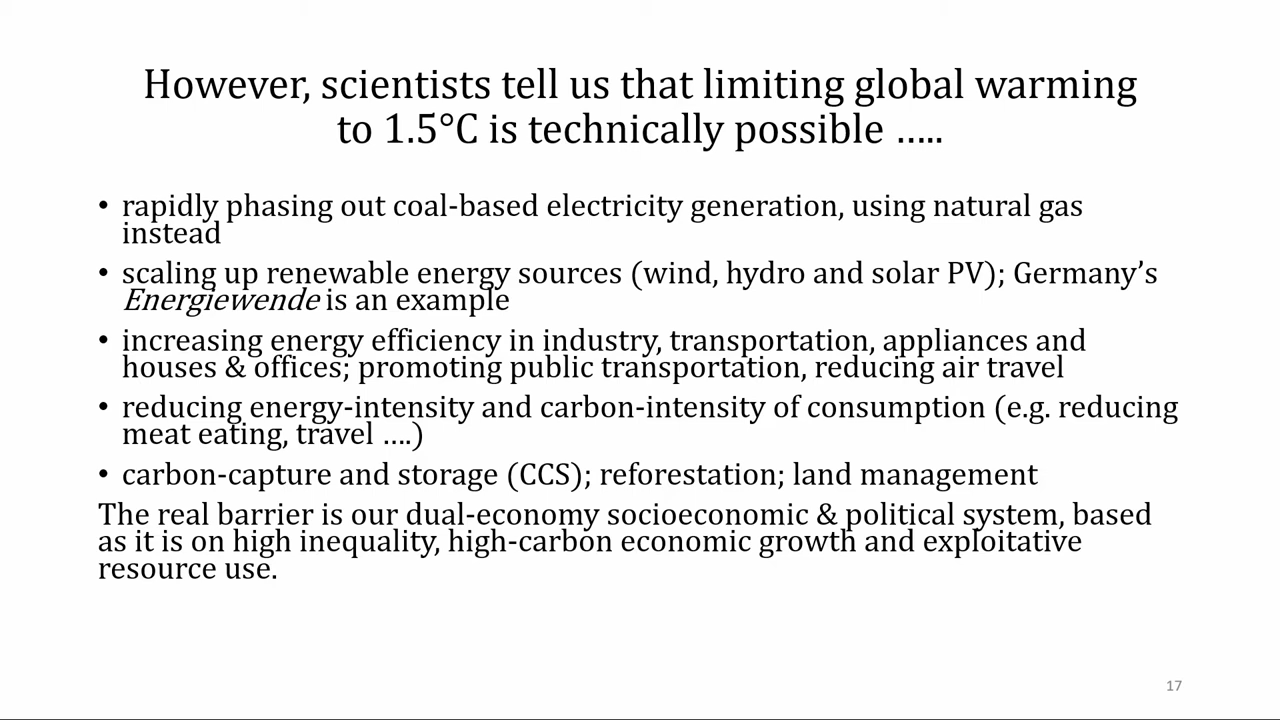 However, scientists tell us that limiting global warming
to 1.5°C is technically possible …..
• rapidly phasing out coal-based electricity generation, using natural gas
instead
• scaling up renewable energy sources (wind, hydro and solar PV); Germany’s
Energiewende is an example
• increasing energy efficiency in industry, transportation, appliances and
houses & offices; promoting public transportation, reducing air travel
• reducing energy-intensity and carbon-intensity of consumption (e.g. reducing
meat eating, travel ….)
• carbon-capture and storage (CCS); reforestation; land management
The real barrier is our dual-economy socioeconomic & political system, based
as it is on high inequality, high-carbon economic growth and exploitative
resource use.
17